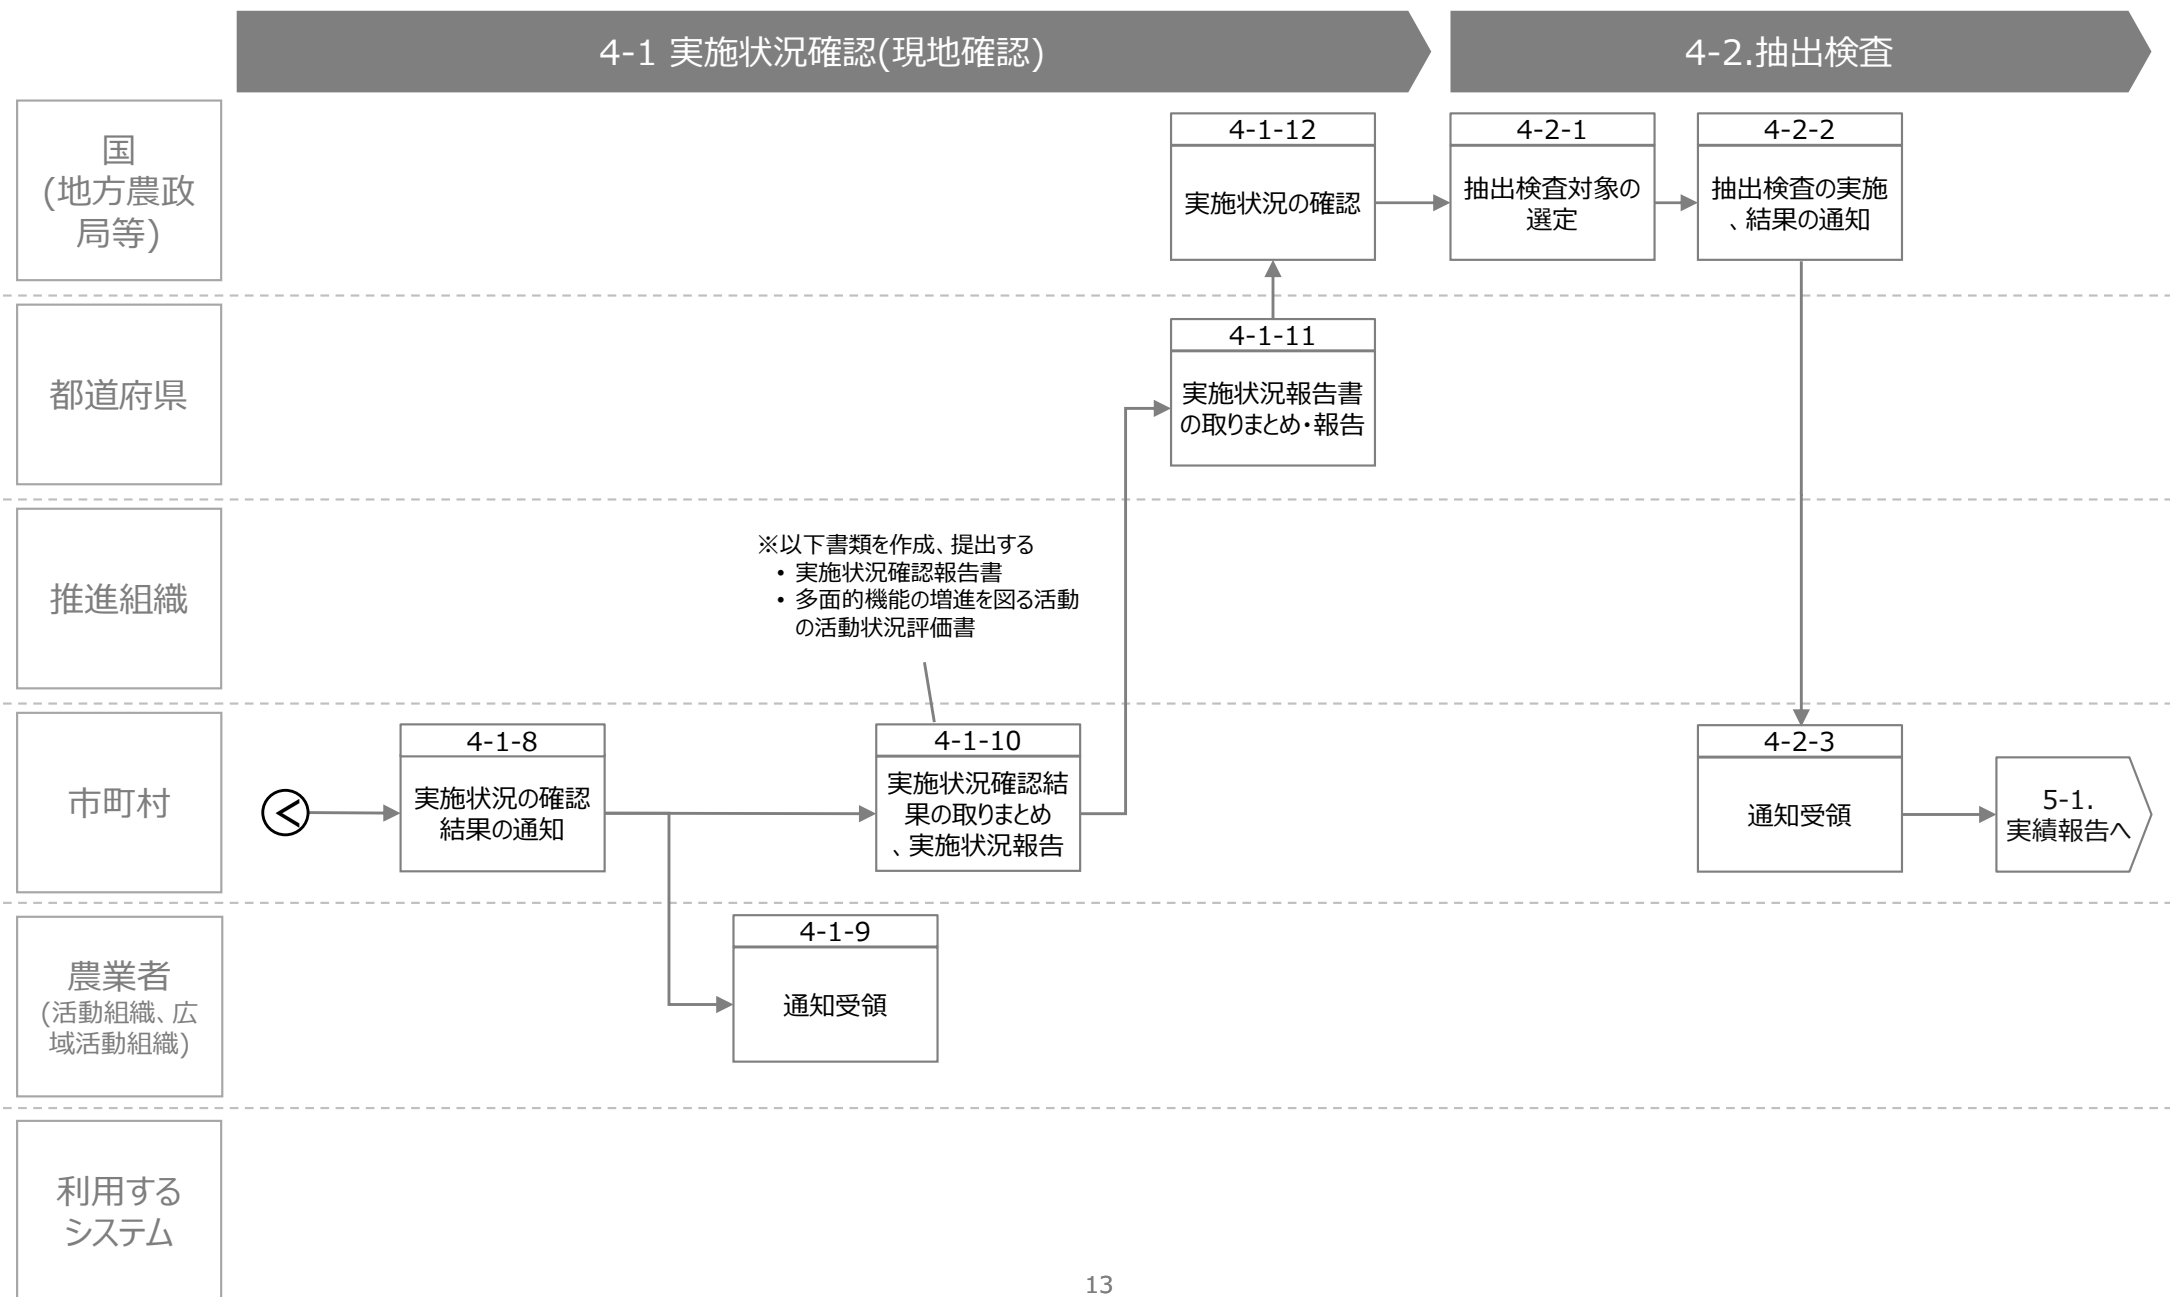 4-1 実施状況確認(現地確認)
4-2.抽出検査
国
(地方農政
局等)
4-1-12
実施状況の確認
4-2-1
抽出検査対象の
選定
4-2-2
抽出検査の実施
、結果の通知
都道府県
4-1-11
実施状況報告書
の取りまとめ・報告
推進組織
※以下書類を作成、提出する
• 実施状況確認報告書
• 多面的機能の増進を図る活動
の活動状況評価書
市町村
<
4-1-8
実施状況の確認
結果の通知
4-1-10
実施状況確認結
果の取りまとめ
、実施状況報告
4-2-3
通知受領
5-1.
実績報告へ
農業者
(活動組織、広
域活動組織)
4-1-9
通知受領
利用する
システム
13